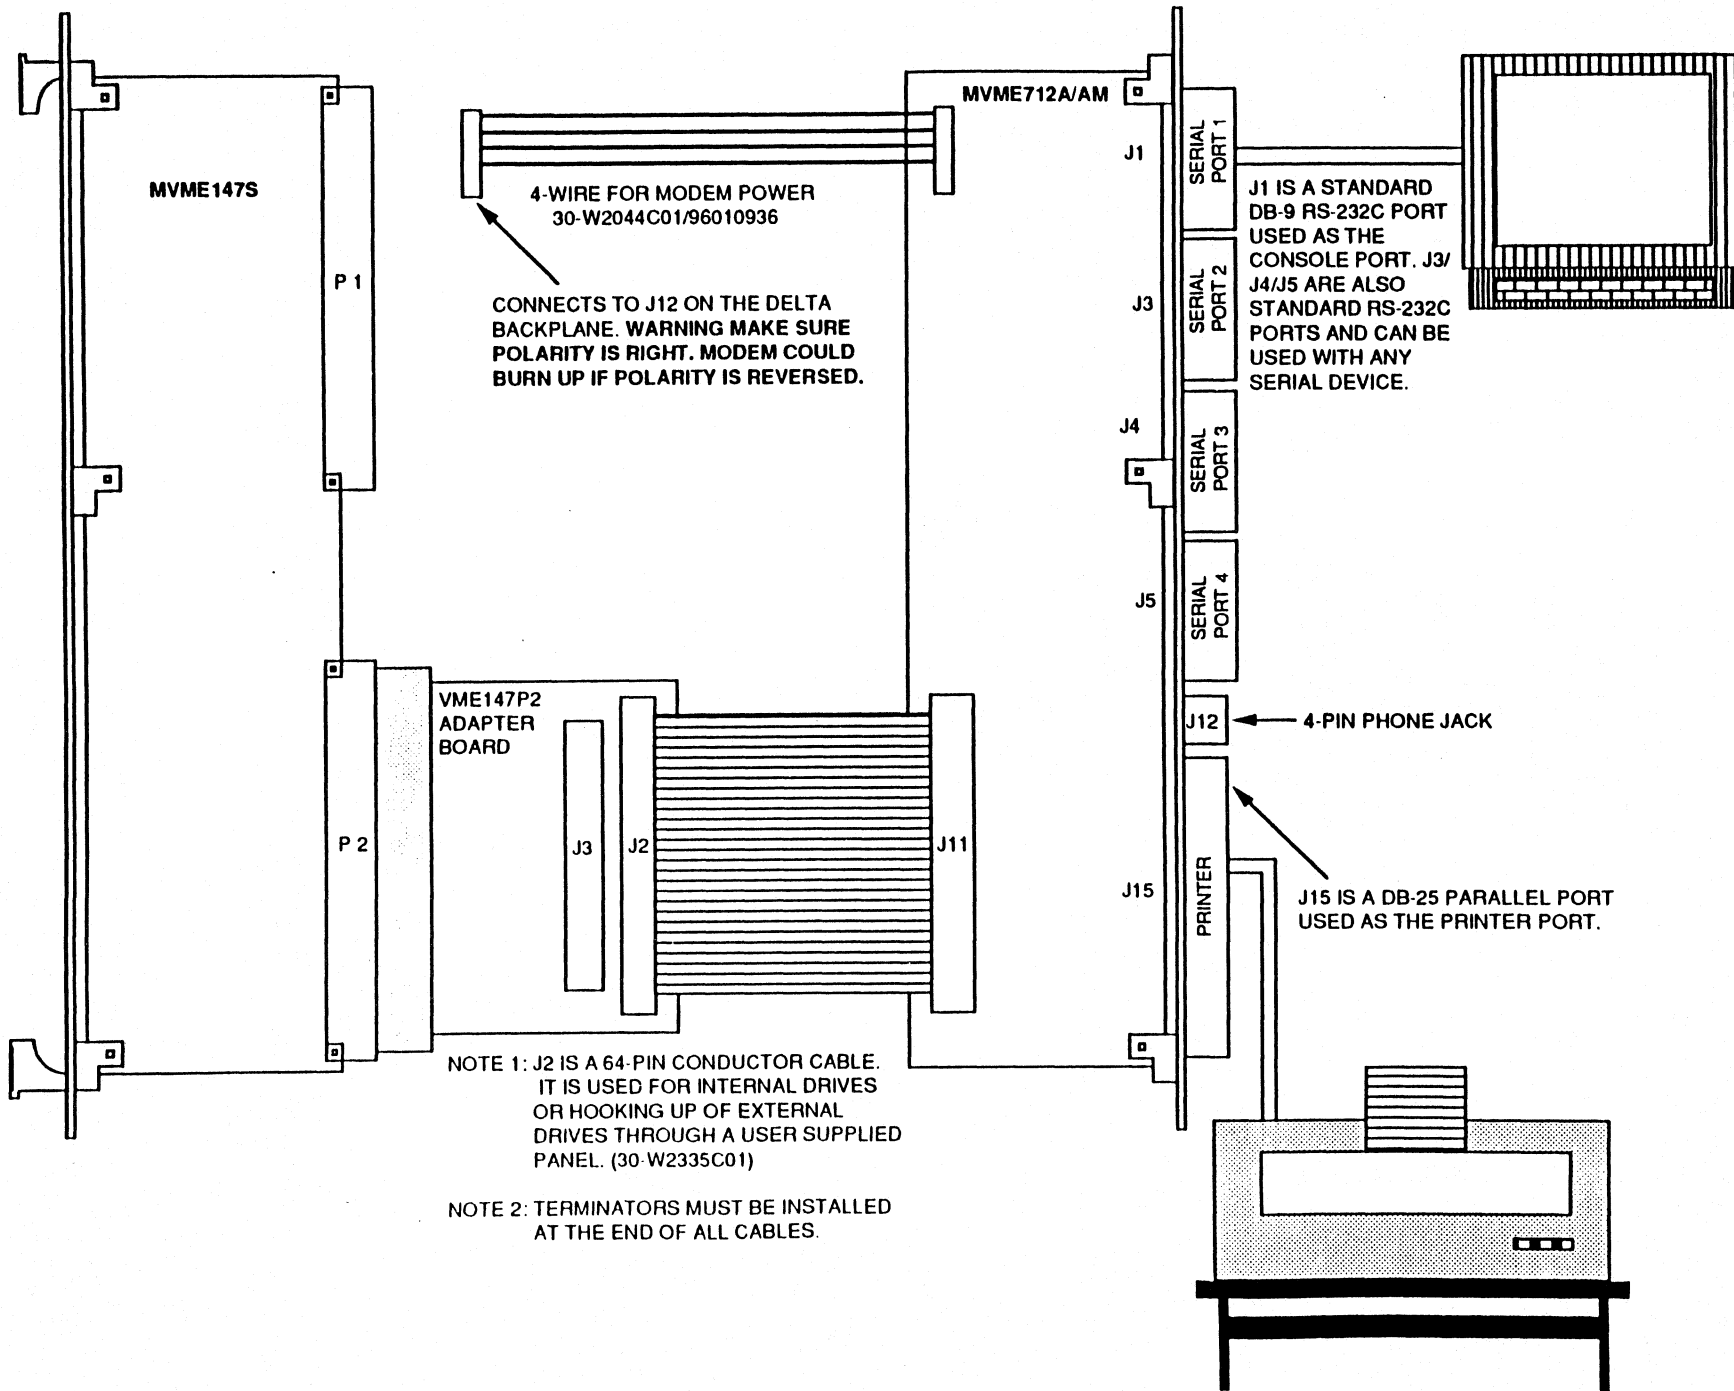 MVME147S
P 1
4-WIRE FOR MODEM POWER
30-W2044C01/96010936
CONNECTS TO J12 ON THE DELTA
BACKPLANE. WARNING MAKE SURE
POLARITY IS RIGHT. MODEM COULD
BURN UP IF POLARITY IS REVERSED.
MVME712A/AM
J1
SERIAL
PORT 1
J1 IS A STANDARD
DB-9 RS-232C PORT
USED AS THE
CONSOLE PORT. J3/
J4/J5 ARE ALSO
STANDARD RS-232C
PORTS AND CAN BE
USED WITH ANY
SERIAL DEVICE.
J3
SERIAL
PORT 2
J4
SERIAL
PORT 3
J5
SERIAL
PORT 4
J12
4-PIN PHONE JACK
VME147P2
ADAPTER
BOARD
P 2
J3
J2
J11
J15
PRINTER
J15 IS A DB-25 PARALLEL PORT
USED AS THE PRINTER PORT.
NOTE 1: J2 IS A 64-PIN CONDUCTOR CABLE.
IT IS USED FOR INTERNAL DRIVES
OR HOOKING UP OF EXTERNAL
DRIVES THROUGH A USER SUPPLIED
PANEL. (30-W2335C01)
NOTE 2: TERMINATORS MUST BE INSTALLED
AT THE END OF ALL CABLES.